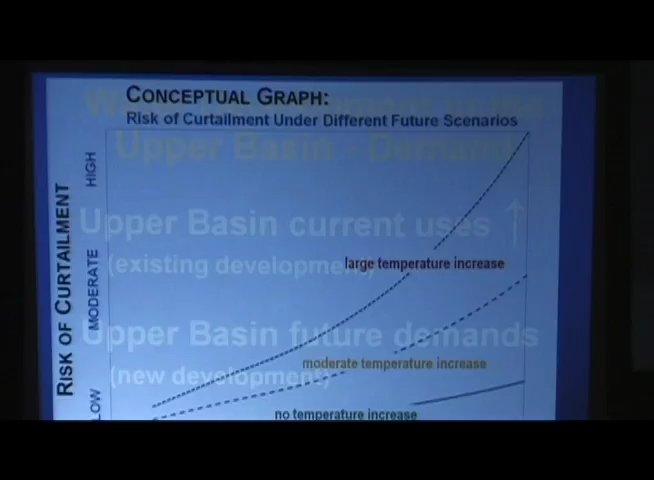 CONCEPTUAL GRAPH:
Risk of Curtailment Under Different Future Scenarios
Upper Basin - Demand
Upper Basin current uses ↑
(existing development)
Upper Basin future demands
(new development)
RISK OF CURTAILMENT
HIGH
MODERATE
LOW
large temperature increase
moderate temperature increase
no temperature increase